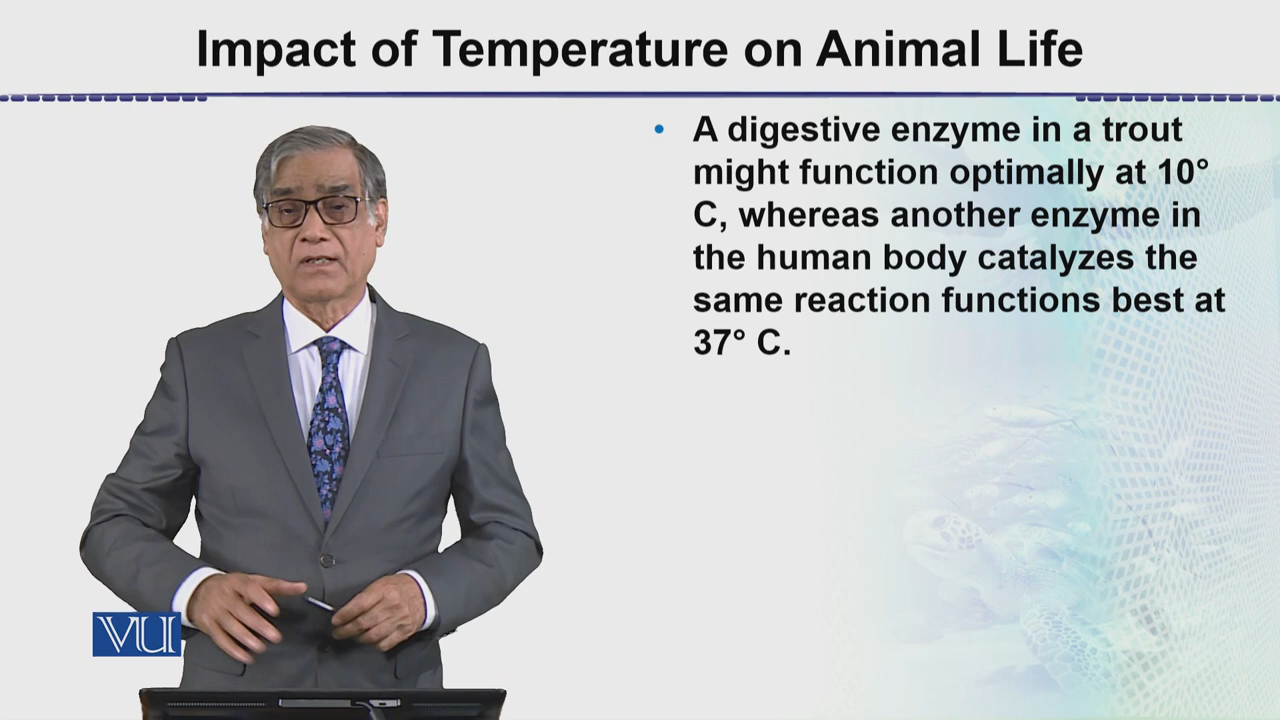 Impact of Temperature on Animal Life
• A digestive enzyme in a trout
might function optimally at 10°
C, whereas another enzyme in
the human body catalyzes the
same reaction functions best at
37° C.
VU